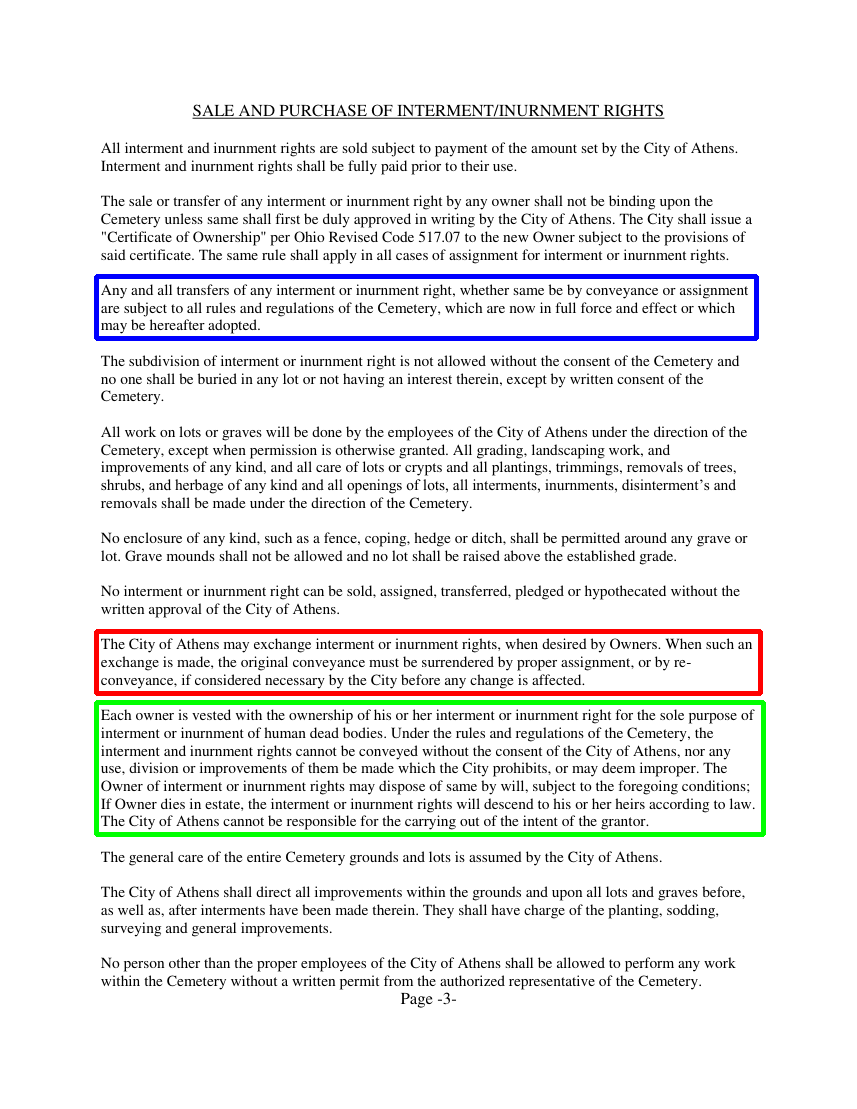 SALE AND PURCHASE OF INTERMENT/INURNMENT RIGHTS
All interment and inurnment rights are sold subject to payment of the amount set by the City of Athens.
Interment and inurnment rights shall be fully paid prior to their use.
The sale or transfer of any interment or inurnment right by any owner shall not be binding upon the
Cemetery unless same shall first be duly approved in writing by the City of Athens. The City shall issue a
"Certificate of Ownership" per Ohio Revised Code 517.07 to the new Owner subject to the provisions of
said certificate. The same rule shall apply in all cases of assignment for interment or inurnment rights.
Any and all transfers of any interment or inurnment right, whether same be by conveyance or assignment
are subject to all rules and regulations of the Cemetery, which are now in full force and effect or which
may be hereafter adopted.
The subdivision of interment or inurnment right is not allowed without the consent of the Cemetery and
no one shall be buried in any lot or not having an interest therein, except by written consent of the
Cemetery.
All work on lots or graves will be done by the employees of the City of Athens under the direction of the
Cemetery, except when permission is otherwise granted. All grading, landscaping work, and
improvements of any kind, and all care of lots or crypts and all plantings, trimmings, removals of trees,
shrubs, and herbage of any kind and all openings of lots, all interments, inurnments, disinterment’s and
removals shall be made under the direction of the Cemetery.
No enclosure of any kind, such as a fence, coping, hedge or ditch, shall be permitted around any grave or
lot. Grave mounds shall not be allowed and no lot shall be raised above the established grade.
No interment or inurnment right can be sold, assigned, transferred, pledged or hypothecated without the
written approval of the City of Athens.
The City of Athens may exchange interment or inurnment rights, when desired by Owners. When such an
exchange is made, the original conveyance must be surrendered by proper assignment, or by re-
conveyance, if considered necessary by the City before any change is affected.
Each owner is vested with the ownership of his or her interment or inurnment right for the sole purpose of
interment or inurnment of human dead bodies. Under the rules and regulations of the Cemetery, the
interment and inurnment rights cannot be conveyed without the consent of the City of Athens, nor any
use, division or improvements of them be made which the City prohibits, or may deem improper. The
Owner of interment or inurnment rights may dispose of same by will, subject to the foregoing conditions;
If Owner dies in estate, the interment or inurnment rights will descend to his or her heirs according to law.
The City of Athens cannot be responsible for the carrying out of the intent of the grantor.
The general care of the entire Cemetery grounds and lots is assumed by the City of Athens.
The City of Athens shall direct all improvements within the grounds and upon all lots and graves before,
as well as, after interments have been made therein. They shall have charge of the planting, sodding,
surveying and general improvements.
No person other than the proper employees of the City of Athens shall be allowed to perform any work
within the Cemetery without a written permit from the authorized representative of the Cemetery.
Page -3-